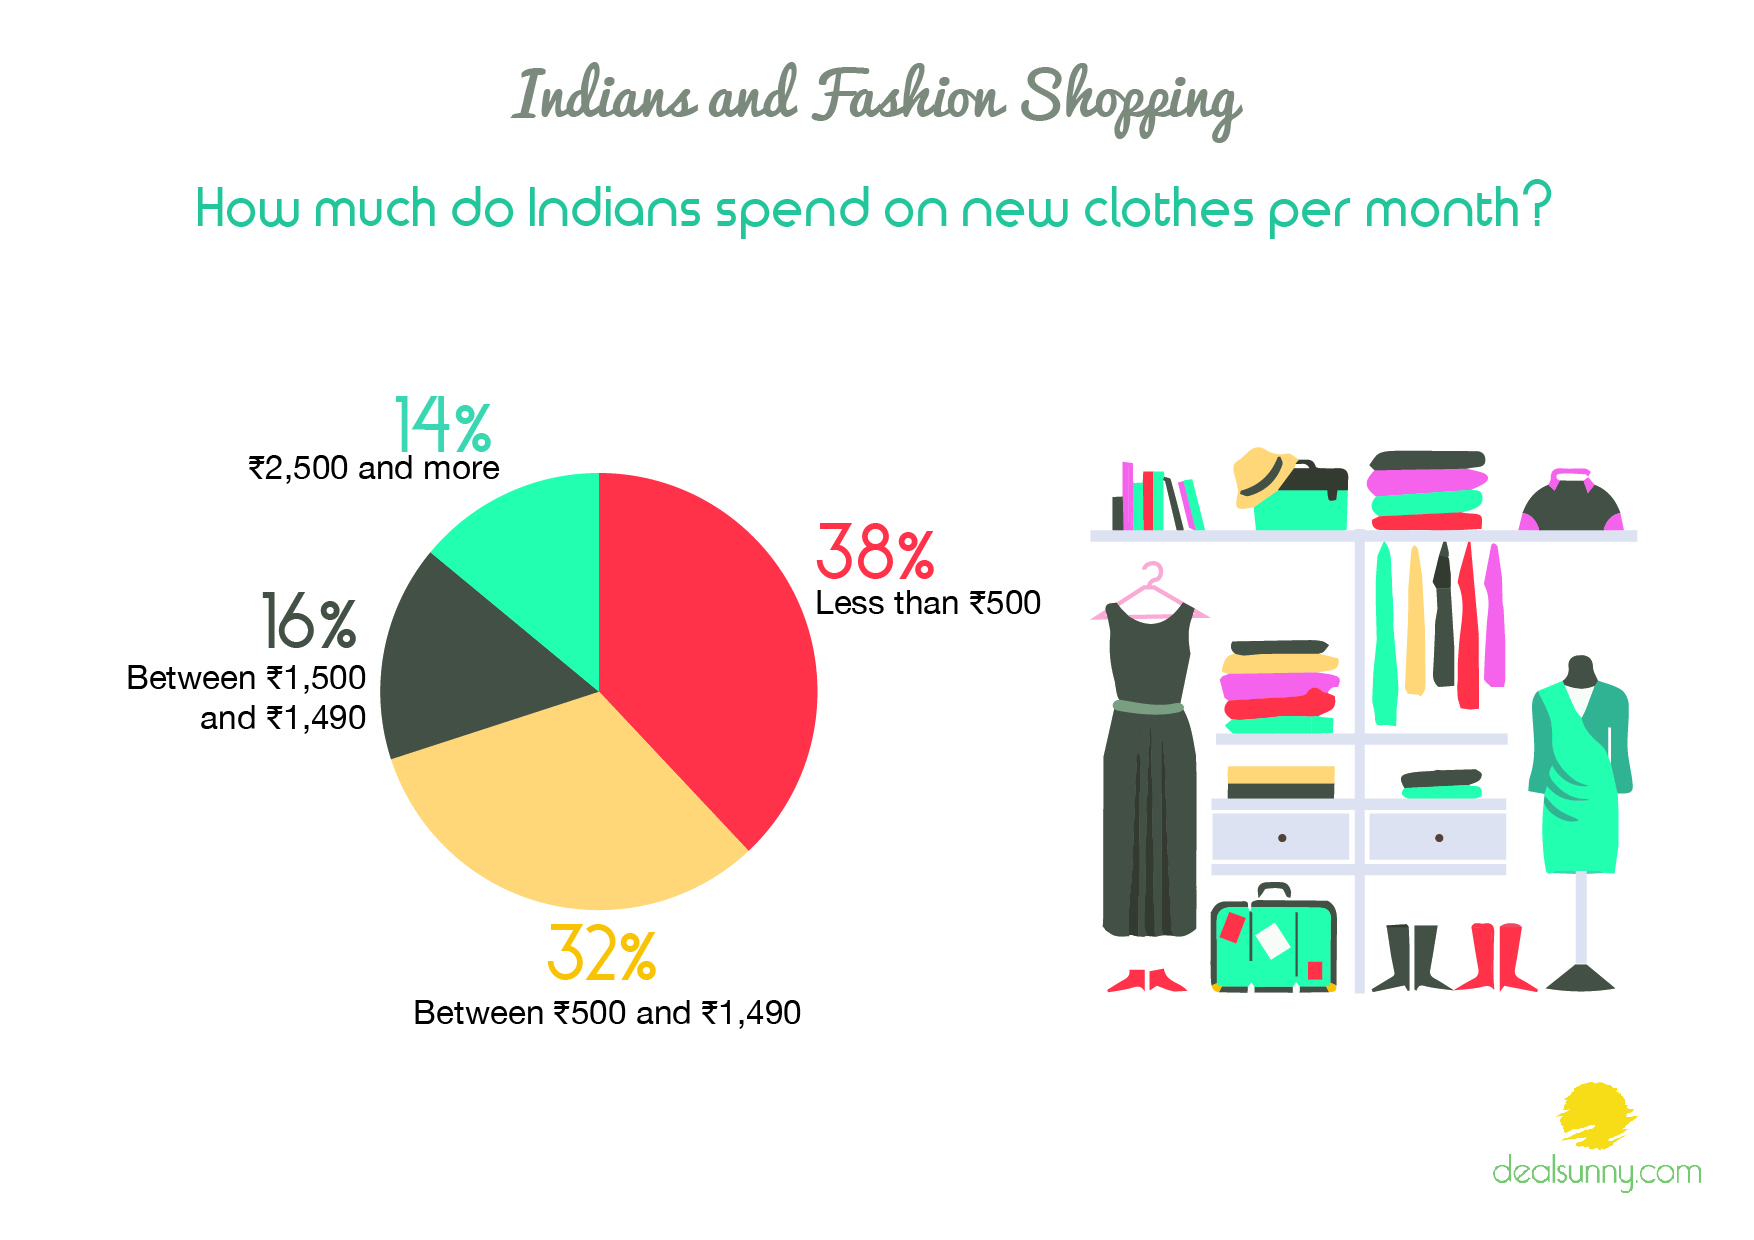 Indians and Fashion Shopping
How much do Indians spend on new clothes per month?
14%
₹2,500 and more
38%
Less than ₹500
16%
Between ₹1,500
and ₹1,490
32%
Between ₹500 and ₹1,490
dealsunny.com